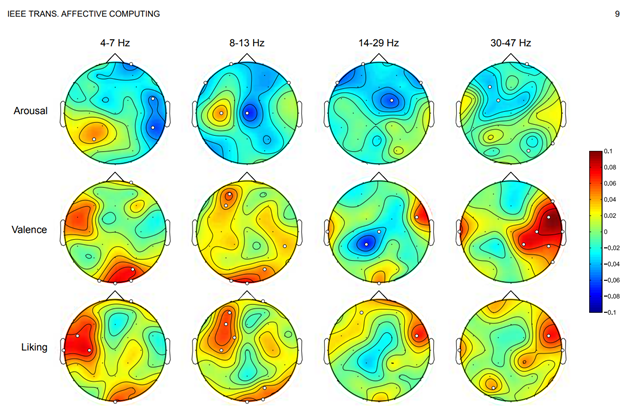 IEEE TRANS. AFFECTIVE COMPUTING 9
4-7 Hz 8-13 Hz 14-29 Hz 30-47 Hz
Arousal
Valence
Liking
0.1
0.08
0.06
0.04
0.02
0
-0.02
-0.04
-0.06
-0.08
-0.1